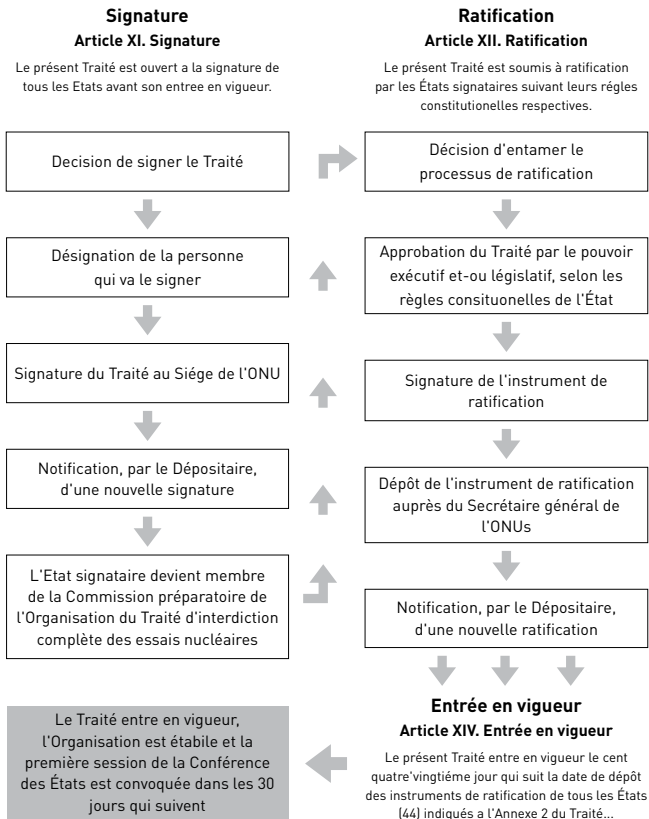 Signature
Article XI. Signature
Le présent Traité est ouvert a la signature de
tous les Etats avant son entree en vigueur.
Decision de signer le Traité
Désignation de la personne
qui va le signer
Signature du Traité au Siége de l'ONU
Notification, par le Dépositaire,
d'une nouvelle signature
L'Etat signataire devient membre
de la Commission préparatoire de
l'Organisation du Traité d'interdiction
complète des essais nucléaires
Ratification
Article XII. Ratification
Le présent Traité est soumis à ratification
par les États signataires suivant leurs régles
constitutionelles respectives.
Décision d'entamer le
processus de ratification
Approbation du Traité par le pouvoir
exécutif et-ou législatif, selon les
règles consituonelles de l'État
Signature de l'instrument de
ratification
Dépôt de l'instrument de ratification
auprès du Secrétaire général de
l'ONUs
Notification, par le Dépositaire,
d'une nouvelle ratification
Entrée en vigueur
Article XIV. Entrée en vigueur
Le présent Traité entre en vigueur le cent
quatre'vingtiéme jour qui suit la date de dépôt
des instruments de ratification de tous les États
(44) indiqués a l'Annexe 2 du Traité...
Le Traité entre en vigueur,
l'Organisation est établie et la
première session de la Conférence
des États est convoquée dans les 30
jours qui suivent